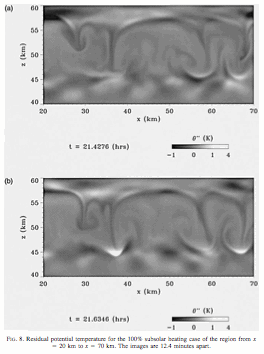 (a)
60
55
50
45
40
z (km)
20 30 40 50 60 70
x (km)
t = 21.4276 (hrs)
θ" (K)
-1 0 1 4
(b)
60
55
50
45
40
z (km)
20 30 40 50 60 70
x (km)
t = 21.6346 (hrs)
θ" (K)
-1 0 1 4
FIG. 8. Residual potential temperature for the 100% subsolar heating case of the region from x
= 20 km to x = 70 km. The images are 12.4 minutes apart.